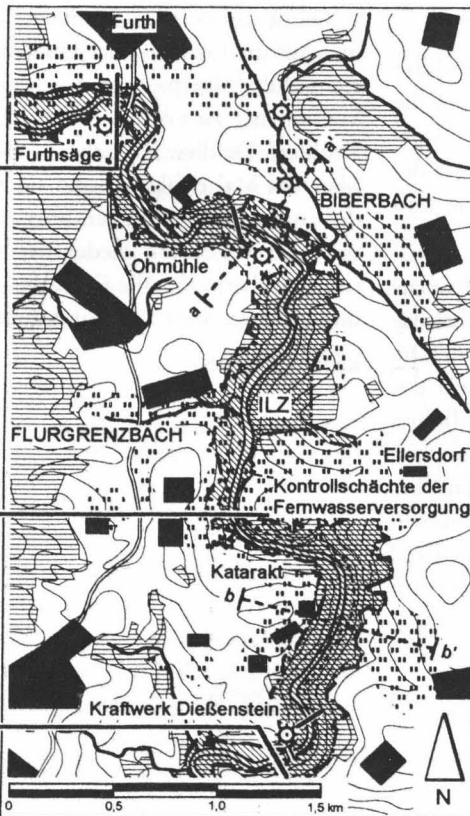 Furth
Furthsäge
a'
BIBERBACH
Ohmühle
a
ILZ
FLURGRENZBACH
Ellersdorf
Kontrollschächte der
Fernwasserversorgung
Katarakt
b
b'
Kraftwerk Dießenstein
N
0 0,5 1,0 1,5 km